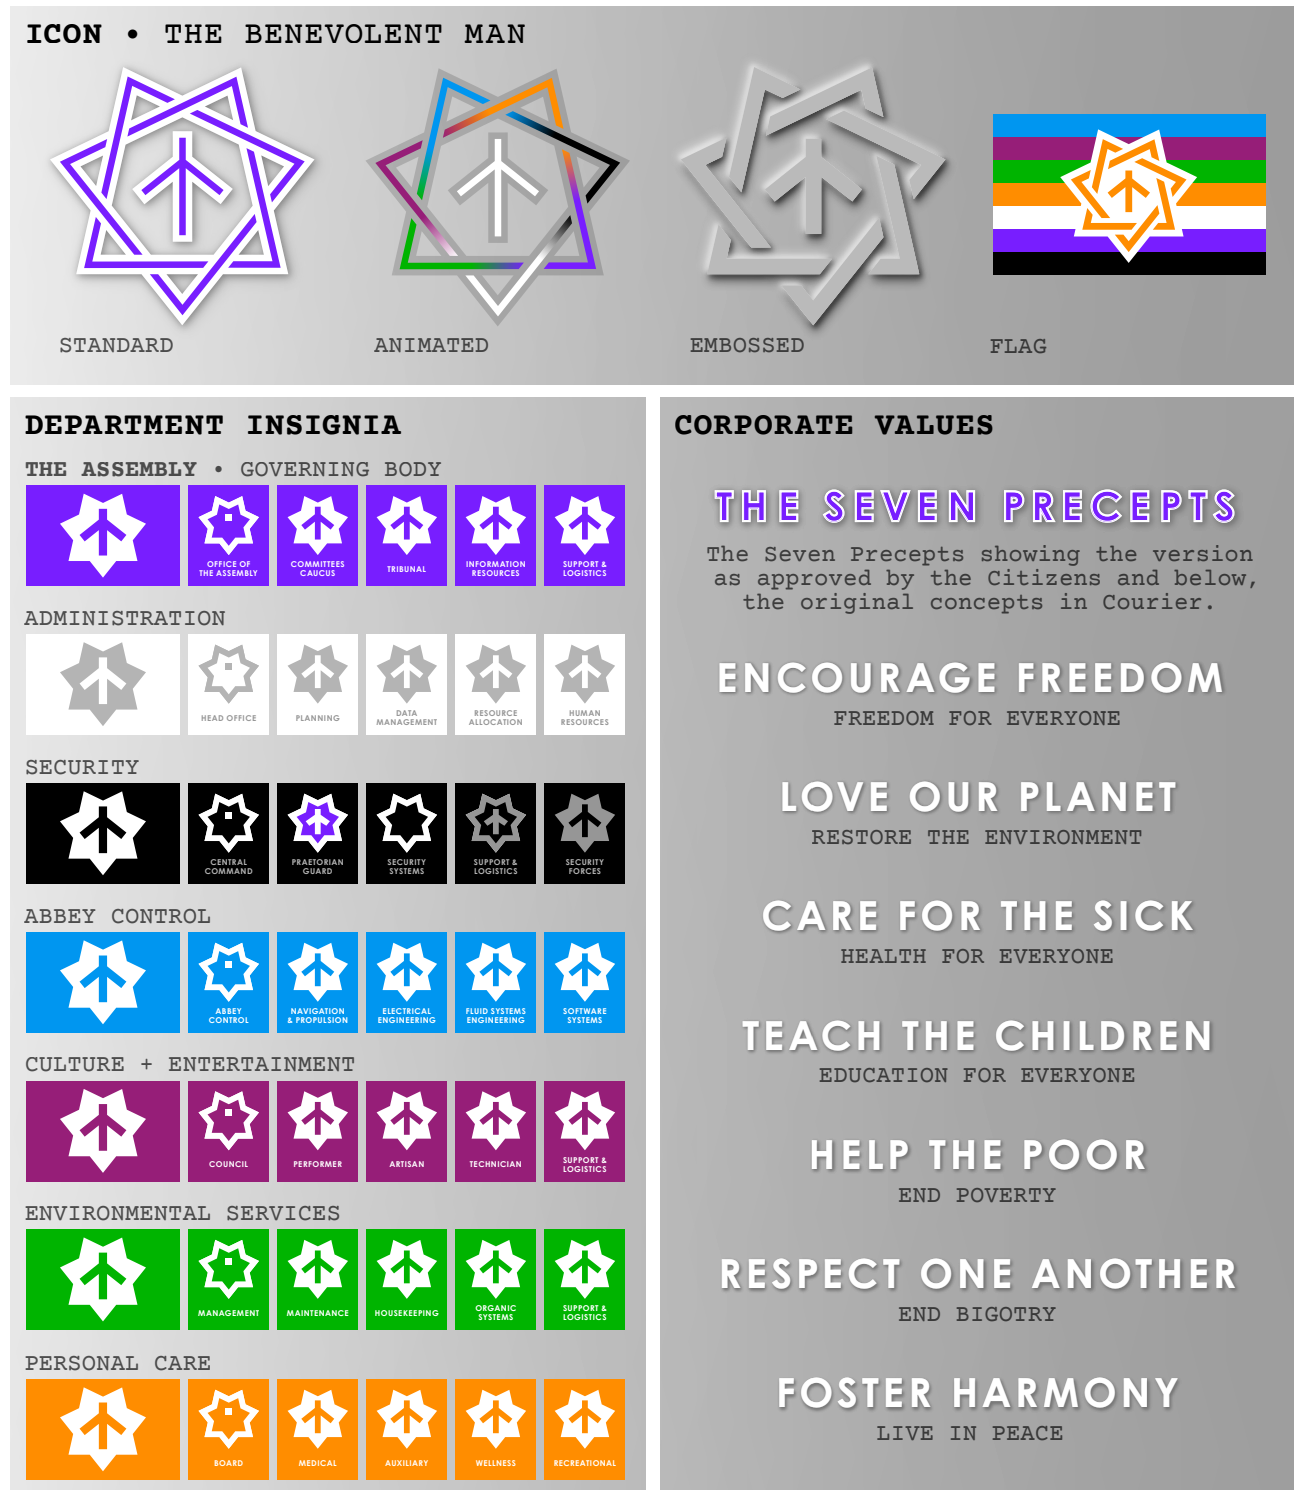 ICON • THE BENEVOLENT MAN
STANDARD
ANIMATED
EMBOSSED
FLAG
DEPARTMENT INSIGNIA
THE ASSEMBLY • GOVERNING BODY
OFFICE OF
THE ASSEMBLY
COMMITTEES
CAUCUS
TRIBUNAL
INFORMATION
RESOURCES
SUPPORT &
LOGISTICS
ADMINISTRATION
HEAD OFFICE
PLANNING
DATA
MANAGEMENT
RESOURCE
ALLOCATION
HUMAN
RESOURCES
SECURITY
CENTRAL
COMMAND
PRAETORIAN
GUARD
SECURITY
SYSTEMS
SUPPORT &
LOGISTICS
SECURITY
FORCES
ABBEY CONTROL
ABBEY
CONTROL
NAVIGATION
& PROPULSION
ELECTRICAL
ENGINEERING
FLUID SYSTEMS
ENGINEERING
SOFTWARE
SYSTEMS
CULTURE + ENTERTAINMENT
COUNCIL
PERFORMER
ARTISAN
TECHNICIAN
SUPPORT &
LOGISTICS
ENVIRONMENTAL SERVICES
MANAGEMENT
MAINTENANCE
HOUSEKEEPING
ORGANIC
SYSTEMS
SUPPORT &
LOGISTICS
PERSONAL CARE
BOARD
MEDICAL
AUXILIARY
WELLNESS
RECREATIONAL
CORPORATE VALUES
THE SEVEN PRECEPTS
The Seven Precepts showing the version
as approved by the Citizens and below,
the original concepts in Courier.
ENCOURAGE FREEDOM
FREEDOM FOR EVERYONE
LOVE OUR PLANET
RESTORE THE ENVIRONMENT
CARE FOR THE SICK
HEALTH FOR EVERYONE
TEACH THE CHILDREN
EDUCATION FOR EVERYONE
HELP THE POOR
END POVERTY
RESPECT ONE ANOTHER
END BIGOTRY
FOSTER HARMONY
LIVE IN PEACE